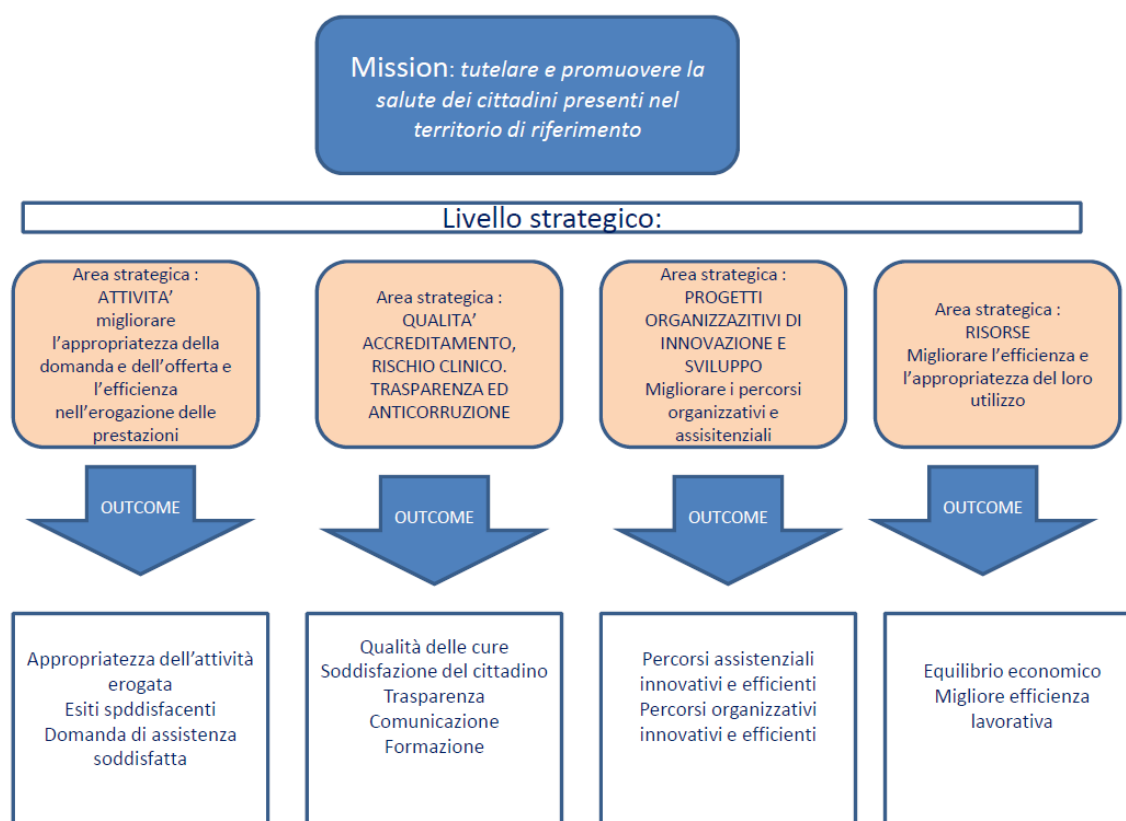 Mission: tutelare e promuovere la
salute dei cittadini presenti nel
territorio di riferimento
Livello strategico:
Area strategica :
ATTIVITA’
migliorare
l’appropriatezza della
domanda e dell’offerta e
l’efficienza
nell’erogazione delle
prestazioni
Area strategica :
QUALITA’
ACCREDITAMENTO,
RISCHIO CLINICO.
TRASPARENZA ED
ANTICORRUZIONE
Area strategica :
PROGETTI
ORGANIZZAZITIVI DI
INNOVAZIONE E
SVILUPPO
Migliorare i percorsi
organizzativi e
assisitenziali
Area strategica :
RISORSE
Migliorare l’efficienza e
l’appropriatezza del loro
utilizzo
OUTCOME
OUTCOME
OUTCOME
OUTCOME
Appropriatezza dell’attività
erogata
Esiti spddisfacenti
Domanda di assistenza
soddisfatta
Qualità delle cure
Soddisfazione del cittadino
Trasparenza
Comunicazione
Formazione
Percorsi assistenziali
innovativi e efficienti
Percorsi organizzativi
innovativi e efficienti
Equilibrio economico
Migliore efficienza
lavorativa